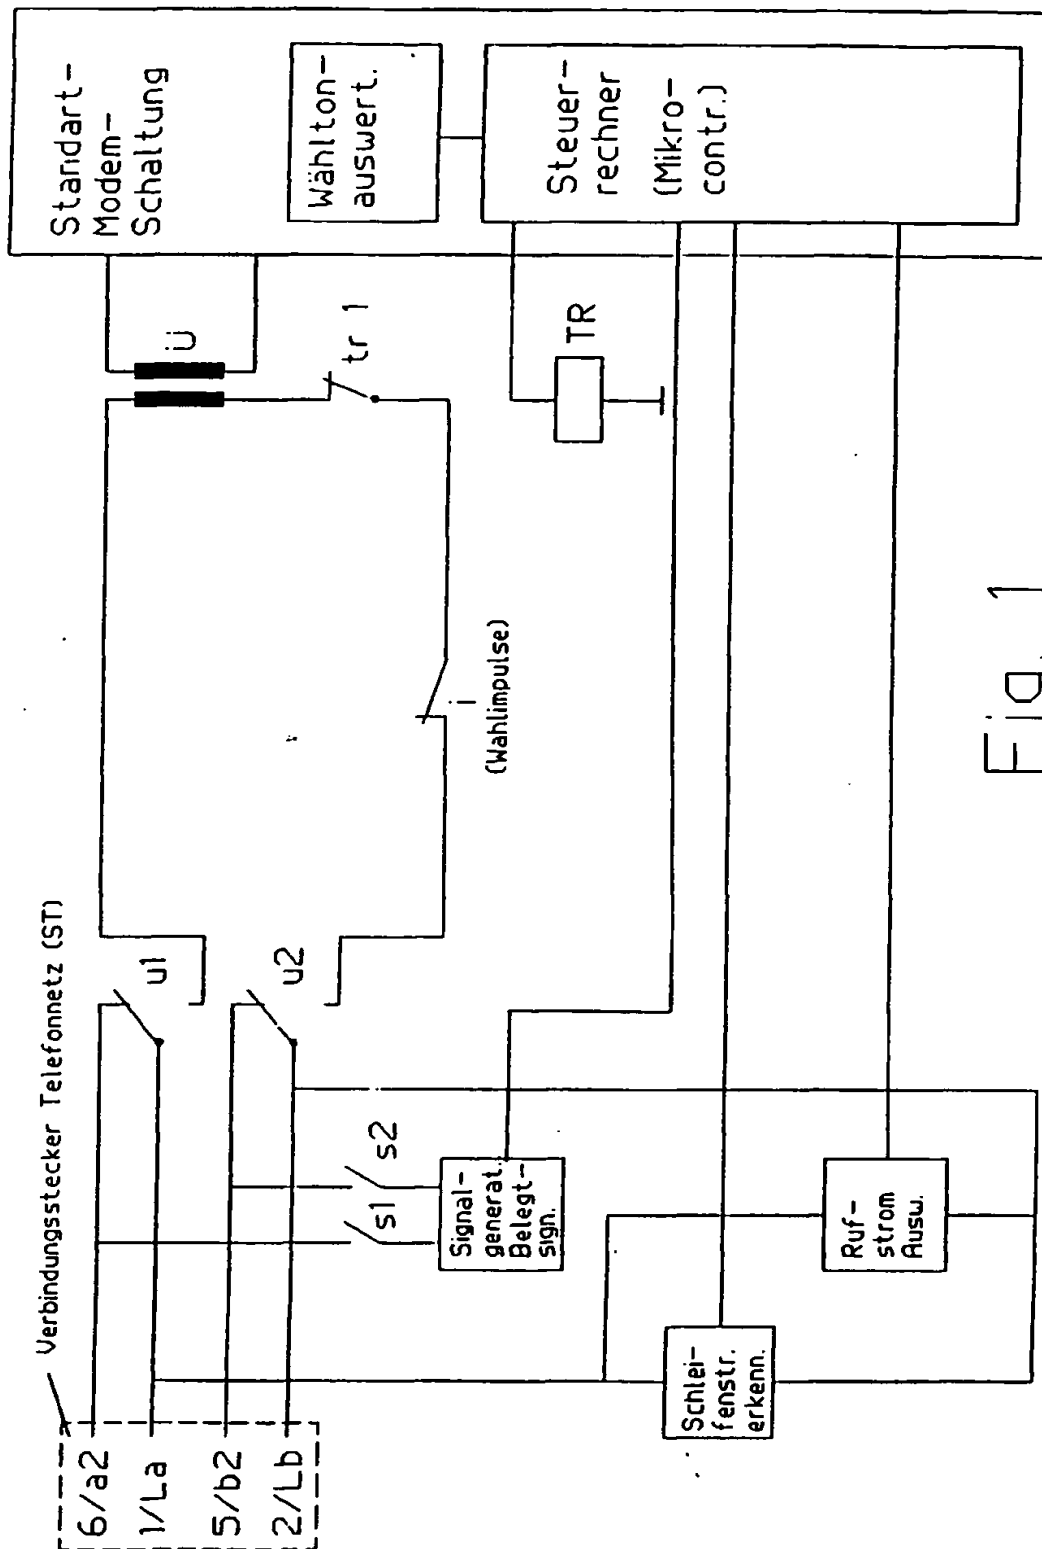 Verbindungsstecker Telefonnetz (ST)
6/a2
1/La
5/b2
2/Lb
u1
u2
s1
s2
Signal-
generat.
Belegt-
sign.
Schlei-
fenstr.
erkenn.
Ruf-
strom
Ausw.
i
(Wahlimpulse)
Ü
tr 1
TR
Standart-
Modem-
Schaltung
Wählton-
auswert.
Steuer-
rechner
(Mikro-
contr.)
Fig. 1